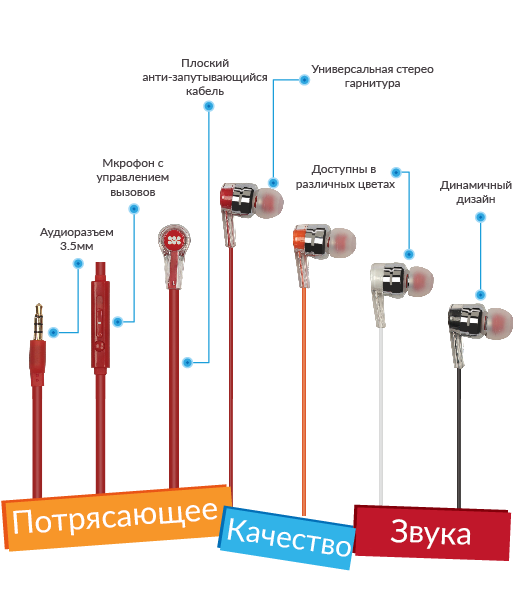 Плоский
анти-запутывающийся
кабель
Универсальная стерео
гарнитура
Мкрофон с
управлением
вызовов
Доступны в
различных цветах
Динамичный
дизайн
Аудиоразъем
3.5мм
Потрясающее
Качество
Звука